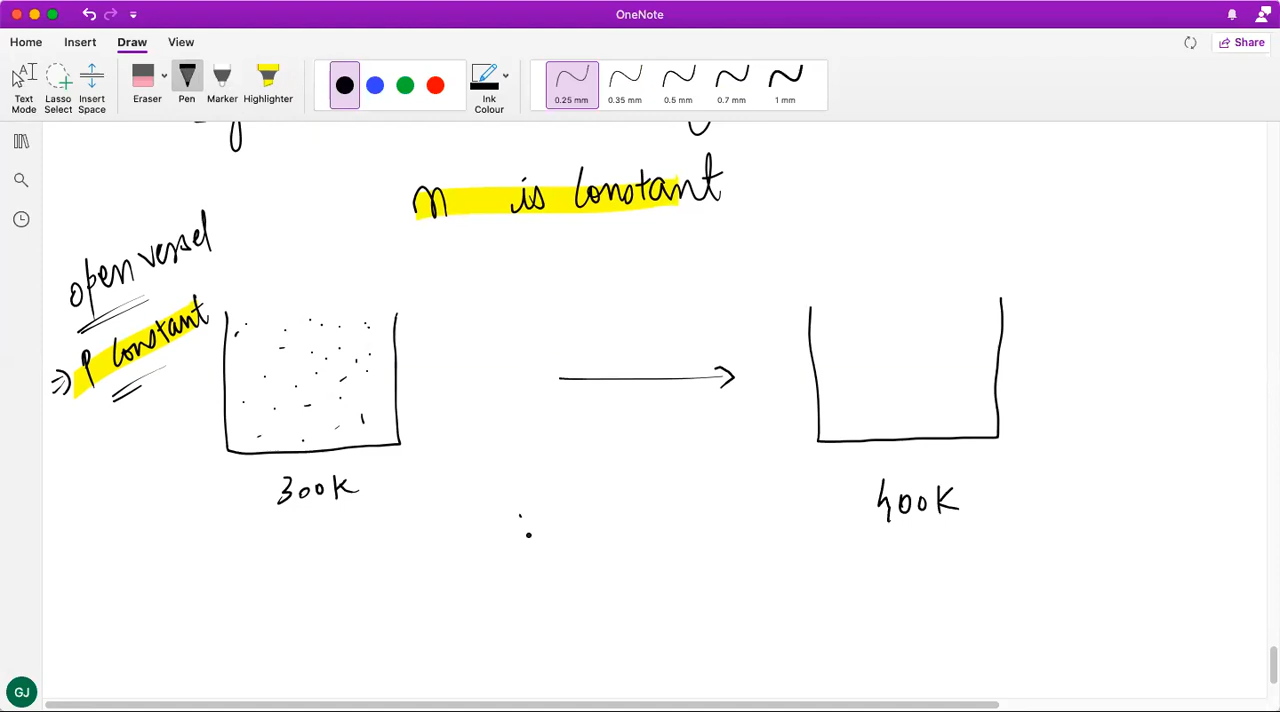 OneNote
Home Insert Draw View
Share
Text Mode
Lasso Select
Insert Space
Eraser
Pen
Marker
Highlighter
Ink Colour
0.25 mm
0.35 mm
0.5 mm
0.7 mm
1 mm
n is constant
open vessel
⇒ P constant
300K
400K
GJ